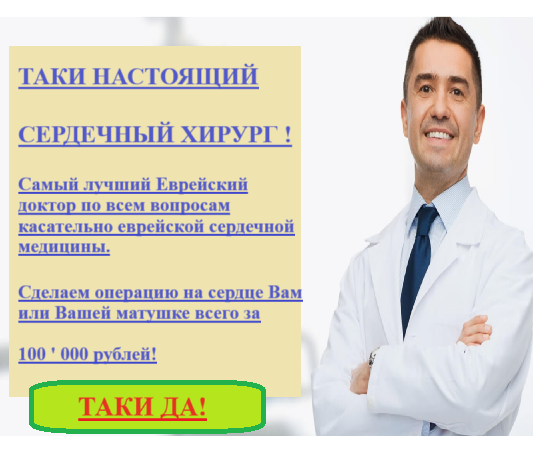 ТАКИ НАСТОЯЩИЙ
СЕРДЕЧНЫЙ ХИРУРГ !
Самый лучший Еврейский
доктор по всем вопросам
касательно еврейской сердечной
медицины.
Сделаем операцию на сердце Вам
или Вашей матушке всего за
100 ' 000 рублей!
ТАКИ ДА!